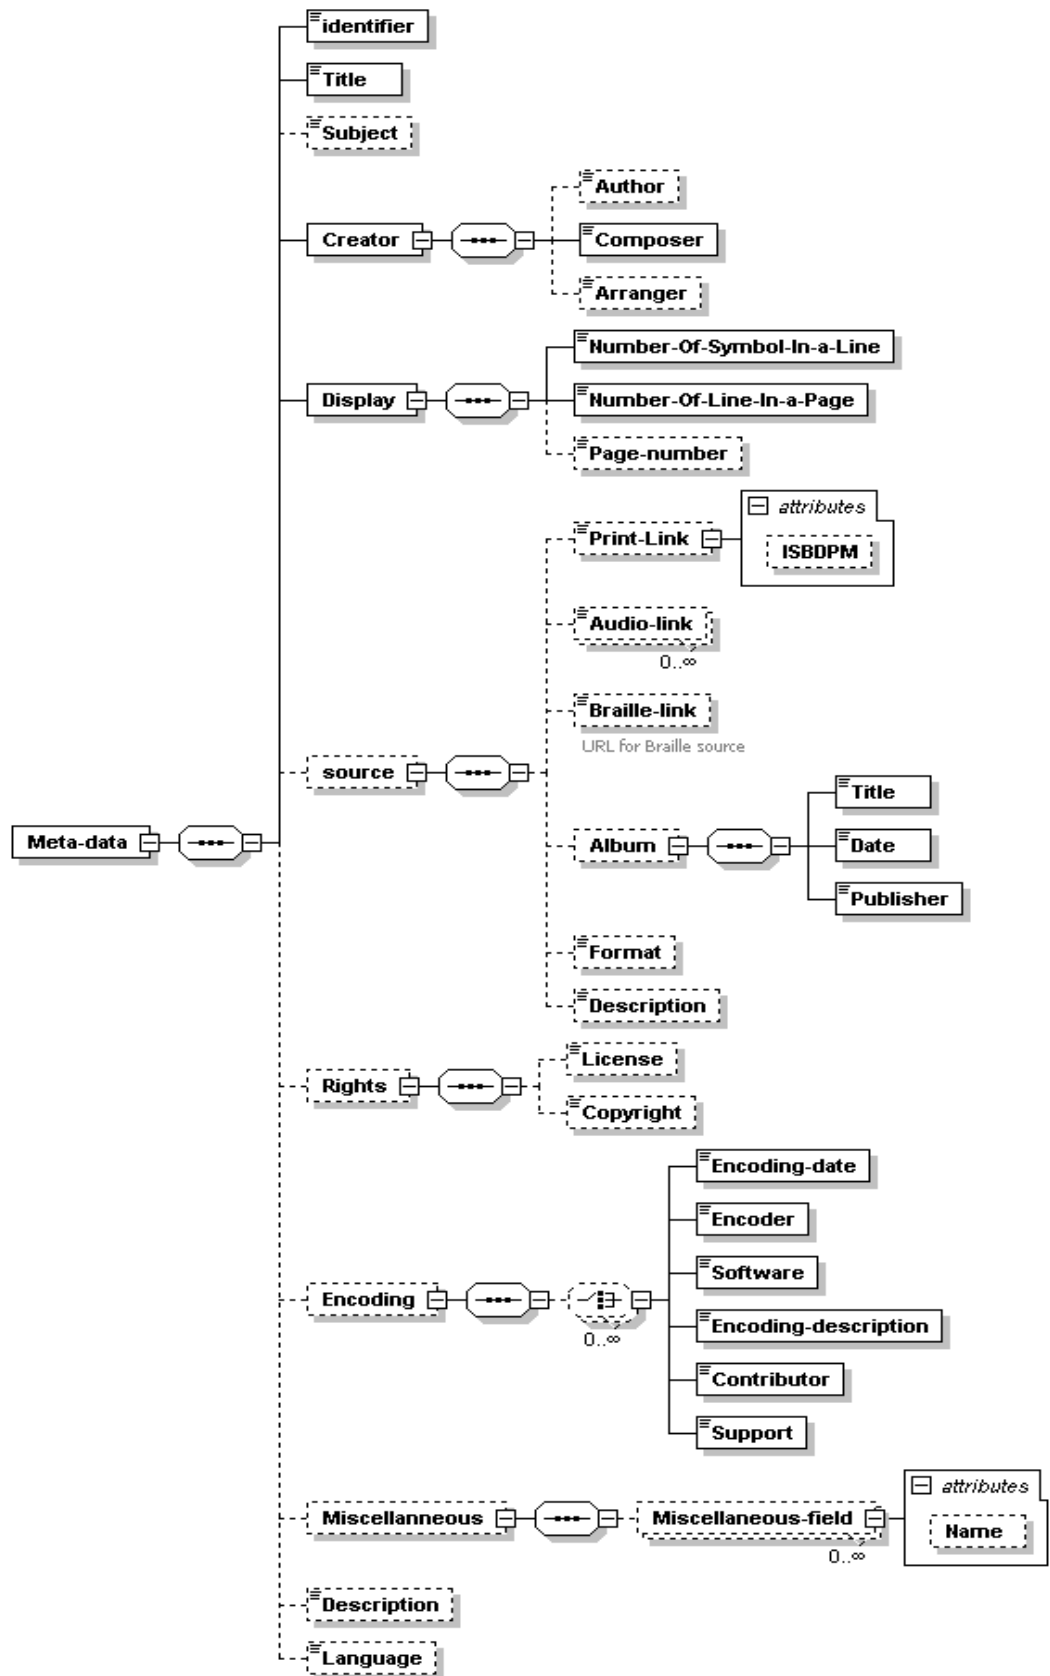 identifier
Title
Subject
Author
Creator
Composer
Arranger
Number-Of-Symbol-In-a-Line
Display
Number-Of-Line-In-a-Page
Page-number
attributes
Print-Link
ISBDPM
Audio-link
0..∞
Braille-link
URL for Braille source
source
Title
Meta-data
Album
Date
Publisher
Format
Description
License
Rights
Copyright
Encoding-date
Encoder
Software
Encoding
0..∞
Encoding-description
Contributor
Support
attributes
Miscellanneous
Miscellaneous-field
Name
0..∞
Description
Language